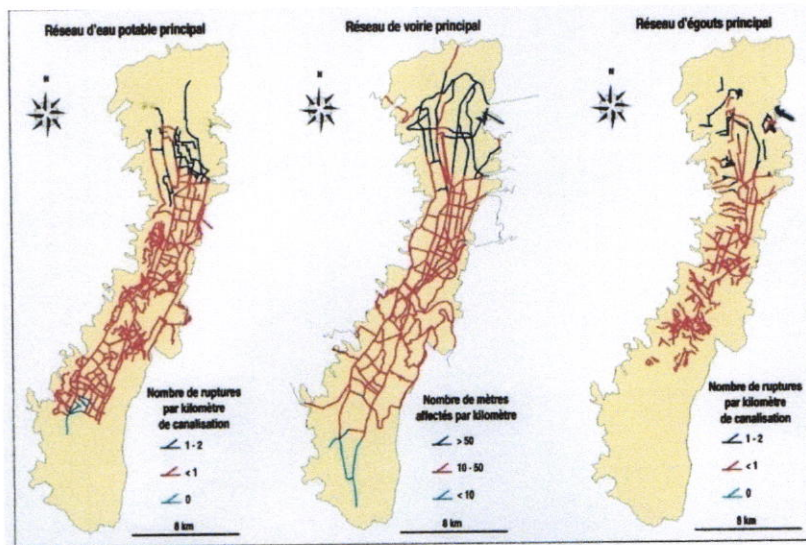 Réseau d'eau potable principal
N
Nombre de ruptures
par kilomètre
de canalisation
1 - 2
< 1
0
8 km
Réseau de voirie principal
N
Nombre de mètres
affectés par kilomètre
> 50
10 - 50
< 10
8 km
Réseau d'égouts principal
N
Nombre de ruptures
par kilomètre
de canalisation
1 - 2
< 1
0
8 km